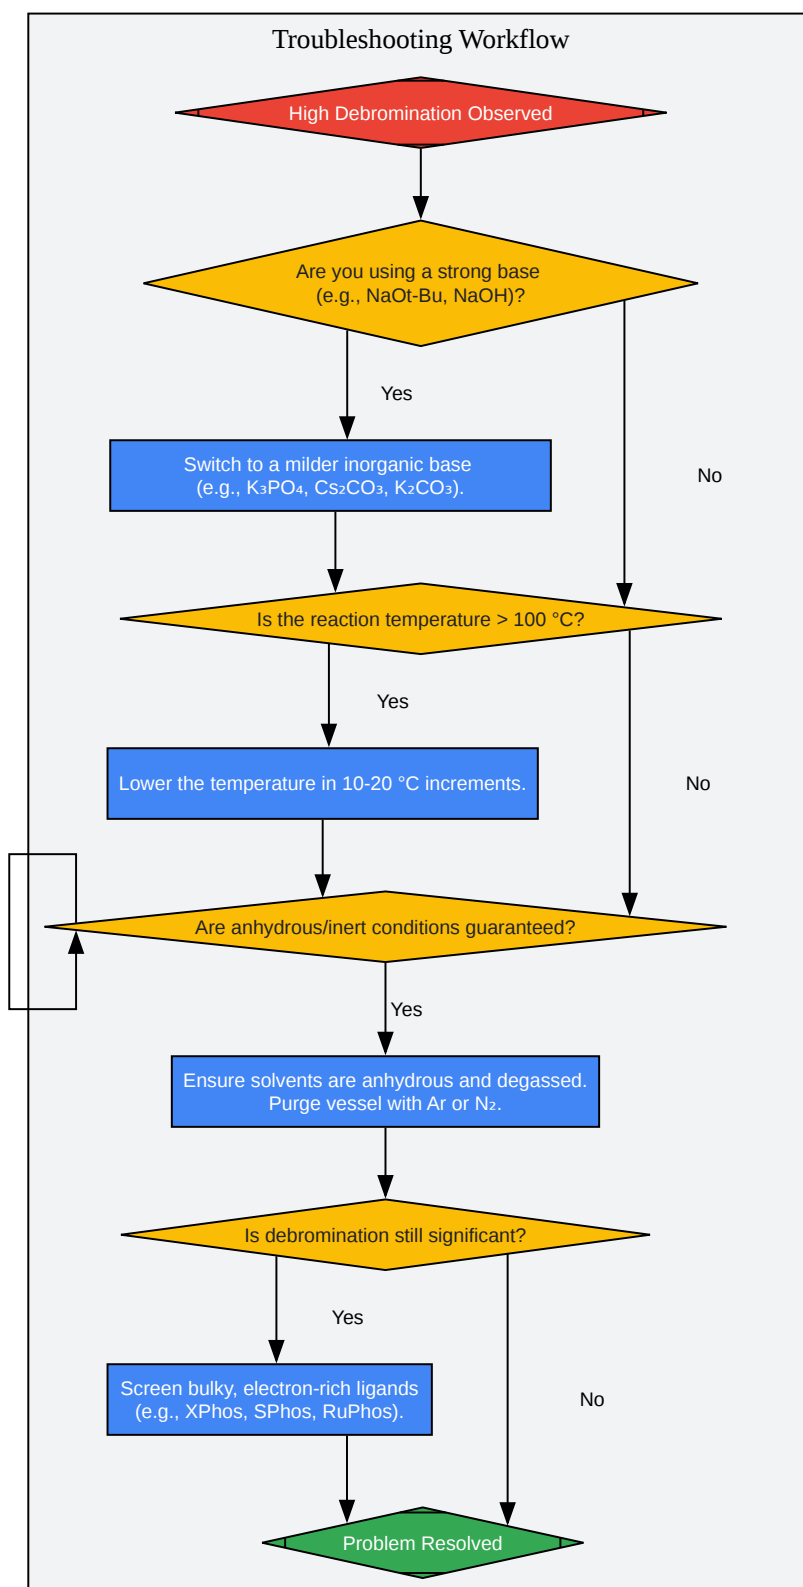 Troubleshooting Workflow
High Debromination Observed
Are you using a strong base
(e.g., NaOt-Bu, NaOH)?
Yes
Switch to a milder inorganic base
(e.g., K₃PO₄, Cs₂CO₃, K₂CO₃).
No
Is the reaction temperature > 100 °C?
Yes
Lower the temperature in 10-20 °C increments.
No
Are anhydrous/inert conditions guaranteed?
Yes
Ensure solvents are anhydrous and degassed.
Purge vessel with Ar or N₂.
Is debromination still significant?
Yes
Screen bulky, electron-rich ligands
(e.g., XPhos, SPhos, RuPhos).
No
Problem Resolved